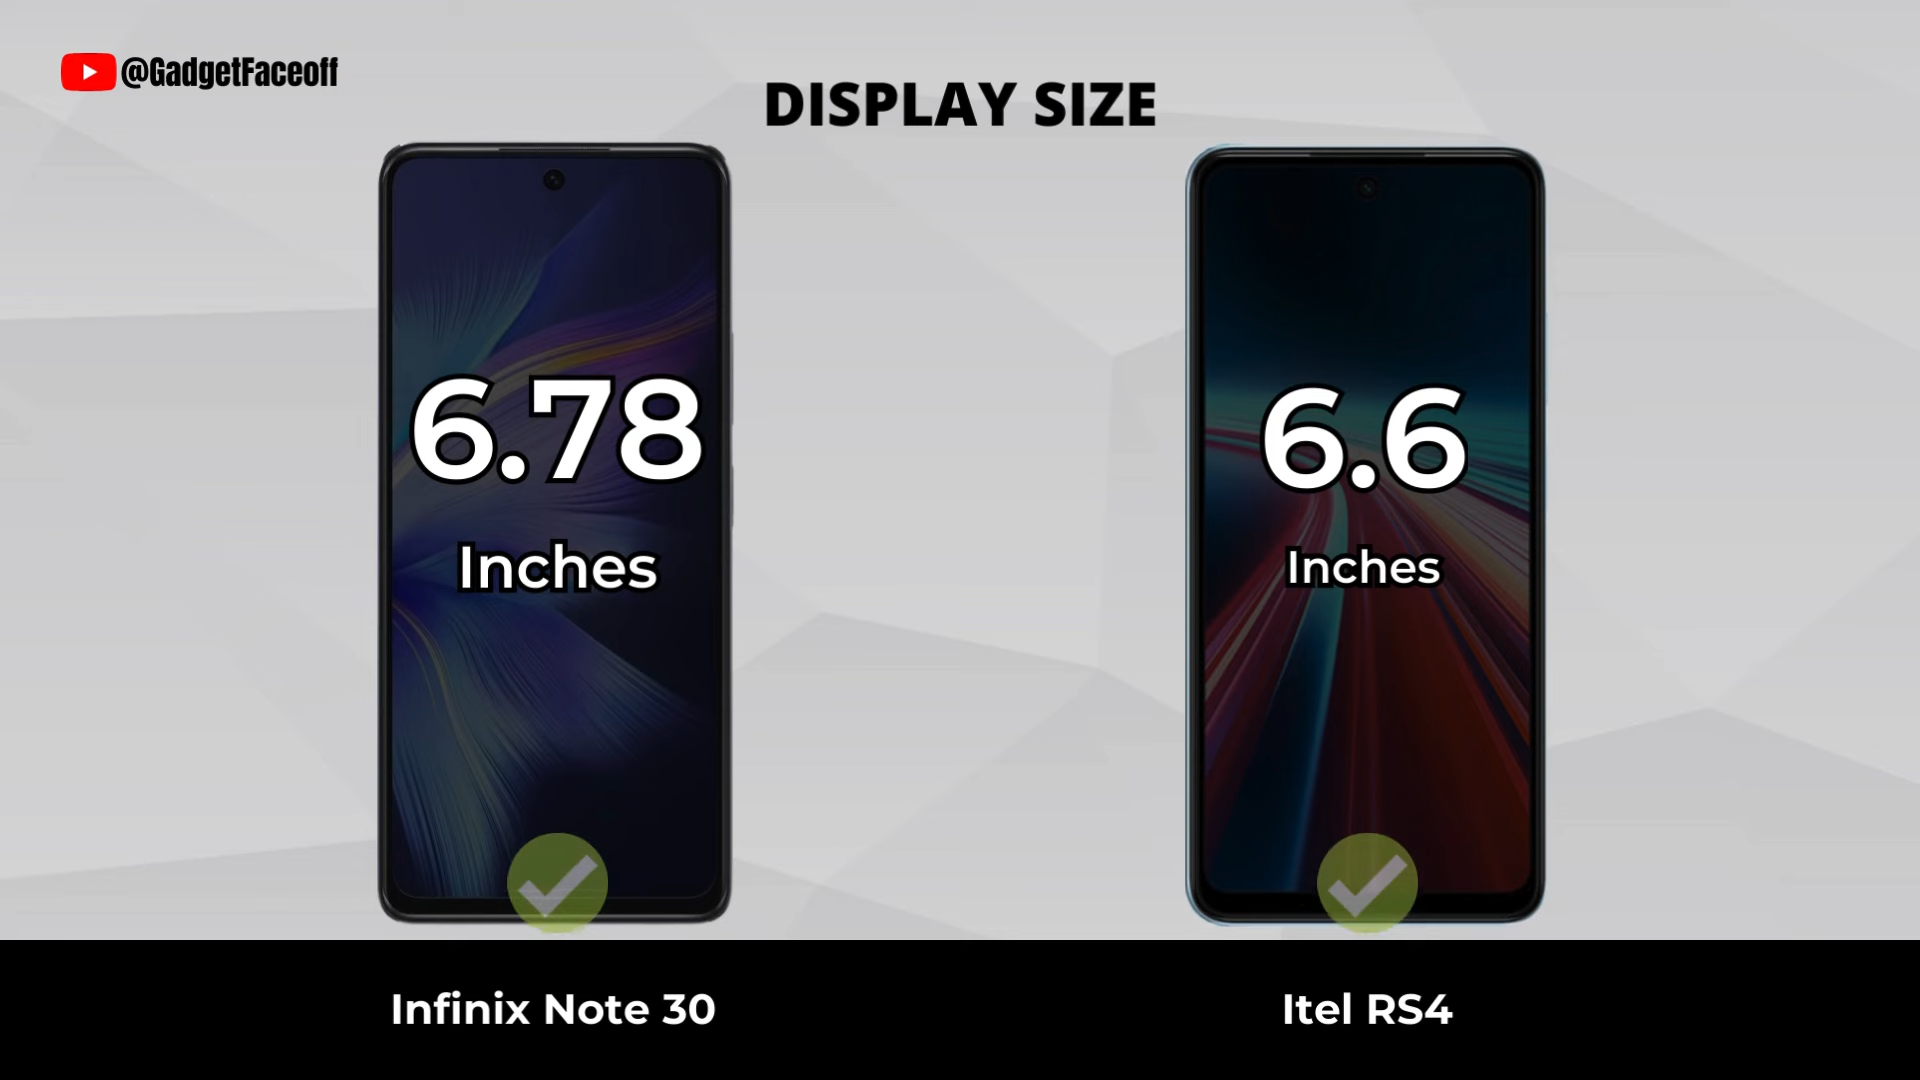 @GadgetFaceoff
DISPLAY SIZE
6.78
Inches
6.6
Inches
Infinix Note 30
Itel RS4